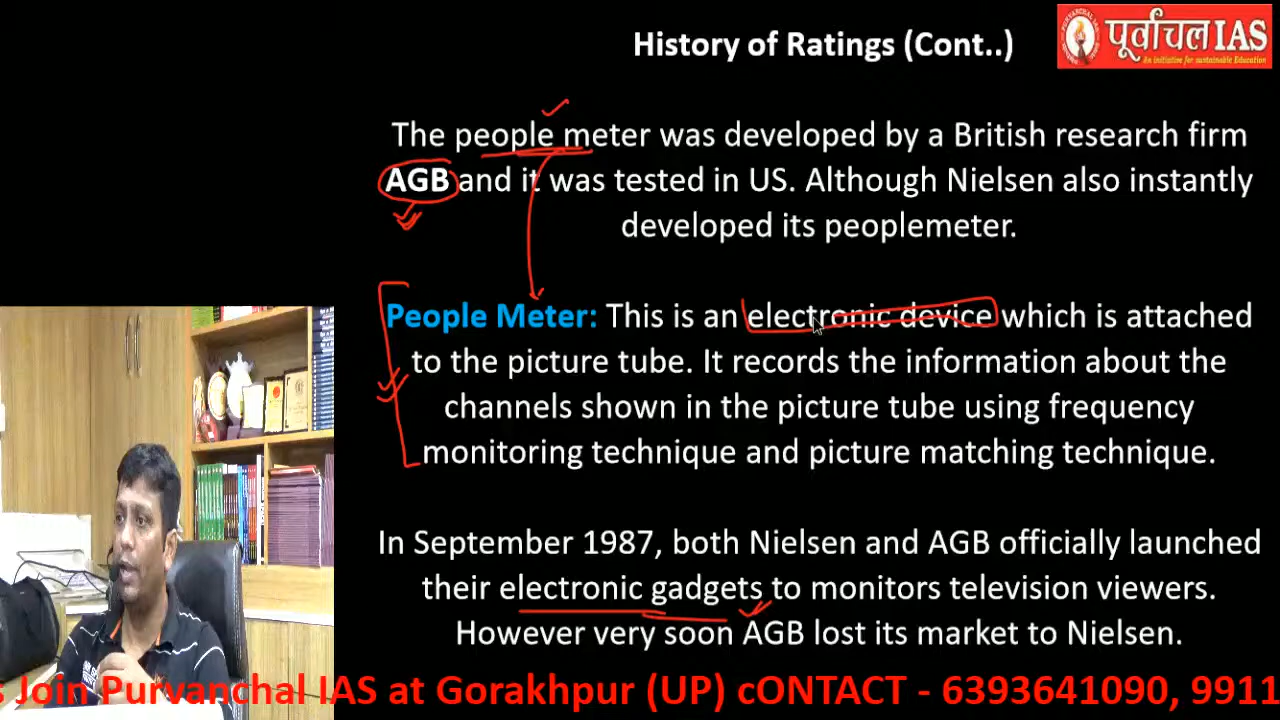 History of Ratings (Cont..)
पूर्वांचल IAS
An initiative for sustainable Education
The people meter was developed by a British research firm
AGB and it was tested in US. Although Nielsen also instantly
developed its peoplemeter.
People Meter: This is an electronic device which is attached
to the picture tube. It records the information about the
channels shown in the picture tube using frequency
monitoring technique and picture matching technique.
In September 1987, both Nielsen and AGB officially launched
their electronic gadgets to monitors television viewers.
However very soon AGB lost its market to Nielsen.
s Join Purvanchal IAS at Gorakhpur (UP) cONTACT - 6393641090, 9911